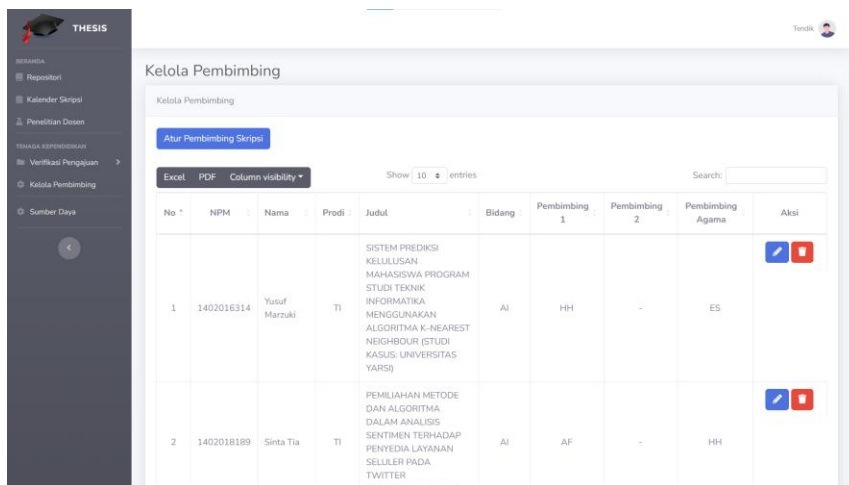 THESIS
Tendik
BERANDA
Repositori
Kalender Skripsi
Penelitian Dosen
TENAGA KEPENDIDIKAN
Verifikasi Pengajuan
Kelola Pembimbing
Sumber Daya
Kelola Pembimbing
Kelola Pembimbing
Atur Pembimbing Skripsi
Excel PDF Column visibility
Show 10 entries
Search:
No NPM Nama Prodi Judul Bidang Pembimbing 1 Pembimbing 2 Pembimbing Agama Aksi
SISTEM PREDIKSI
KELULUSAN
MAHASISWA PROGRAM
STUDI TEKNIK
INFORMATIKA
MENGGUNAKAN
ALGORITMA K-NEAREST
NEIGHBOUR (STUDI
KASUS: UNIVERSITAS
YARSI)
1 1402016314 Yusuf Marzuki TI AI HH - ES
PEMILIAHAN METODE
DAN ALGORITMA
DALAM ANALISIS
SENTIMEN TERHADAP
PENYEDIA LAYANAN
SELULER PADA
TWITTER
2 1402018189 Sinta Tia TI AI AF - HH